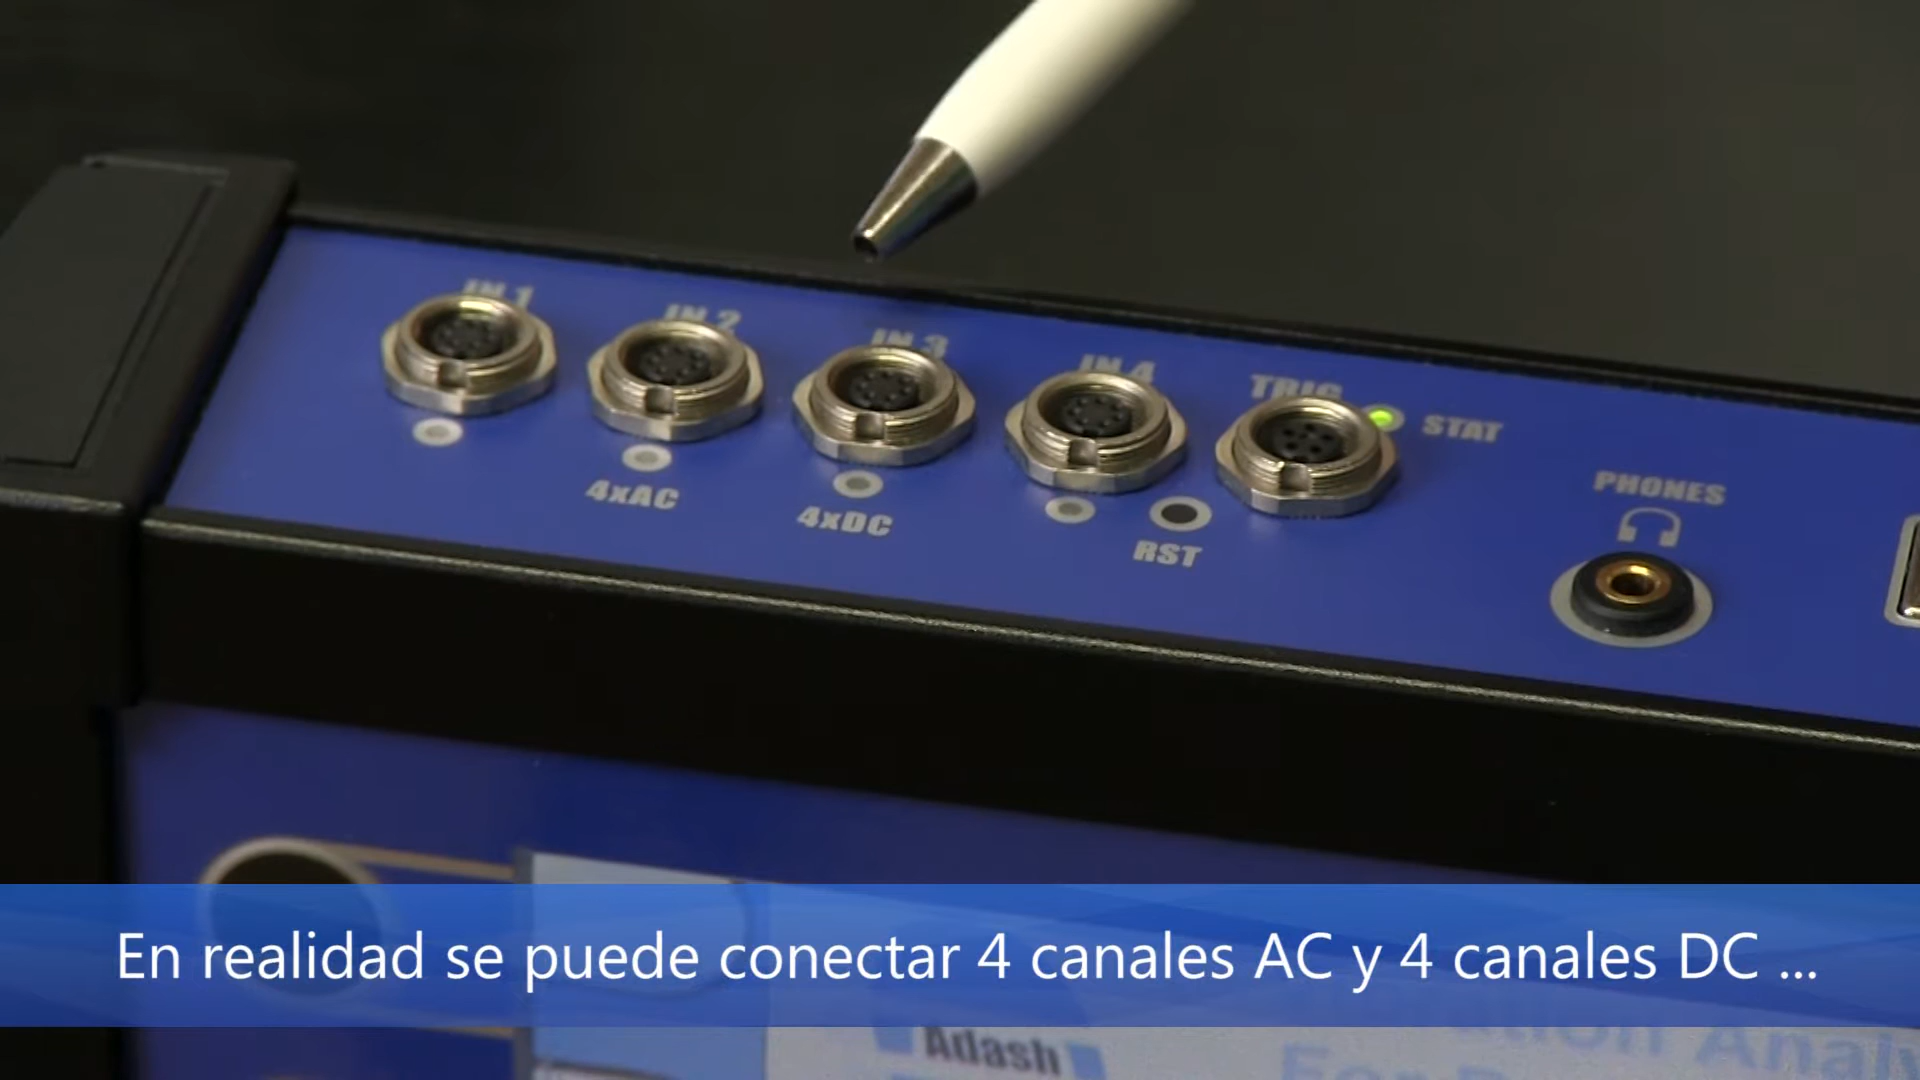 IN 1
IN 2
IN 3
IN 4
TRIG
STAT
4xAC
4xDC
RST
PHONES
En realidad se puede conectar 4 canales AC y 4 canales DC ...
Adash